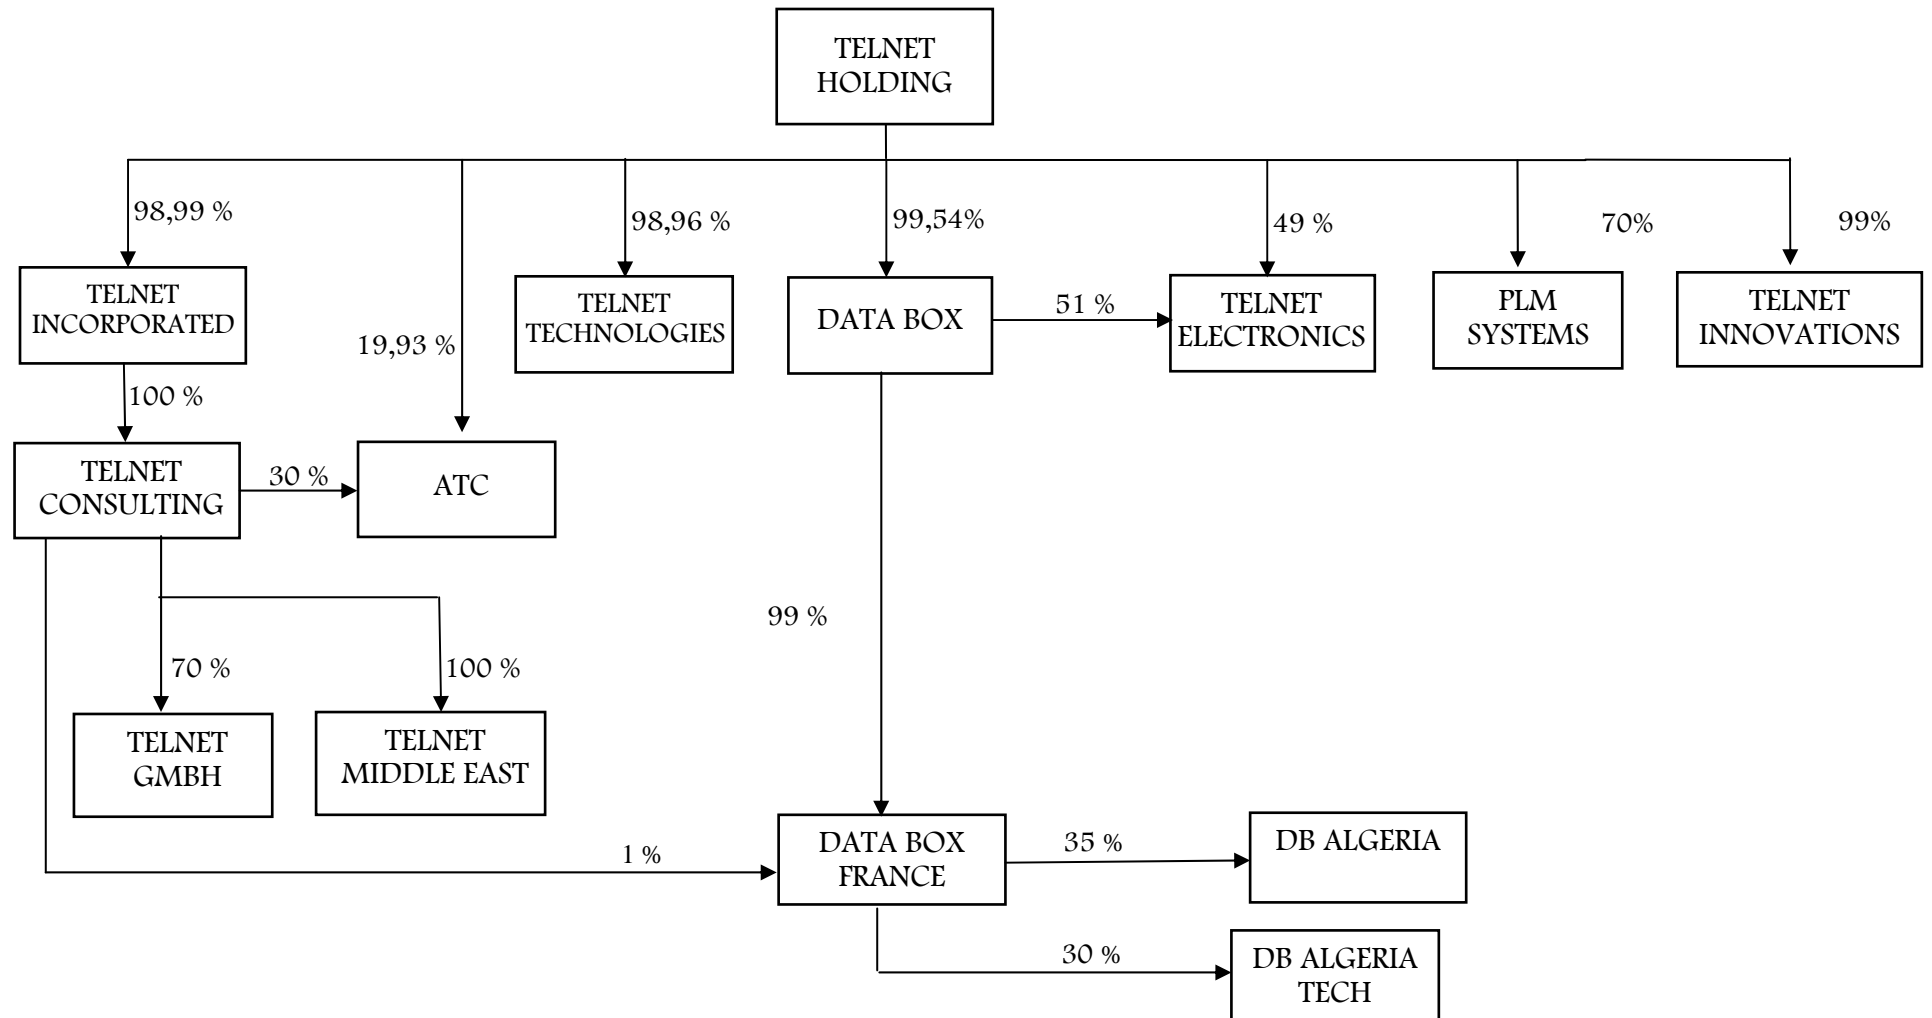 TELNET
HOLDING
98,99 %
98,96 %
99,54%
49 %
70%
99%
TELNET
INCORPORATED
TELNET
TECHNOLOGIES
DATA BOX
51 %
TELNET
ELECTRONICS
PLM
SYSTEMS
TELNET
INNOVATIONS
19,93 %
100 %
TELNET
CONSULTING
30 %
ATC
99 %
70 %
100 %
TELNET
GMBH
TELNET
MIDDLE EAST
1 %
DATA BOX
FRANCE
35 %
DB ALGERIA
30 %
DB ALGERIA
TECH